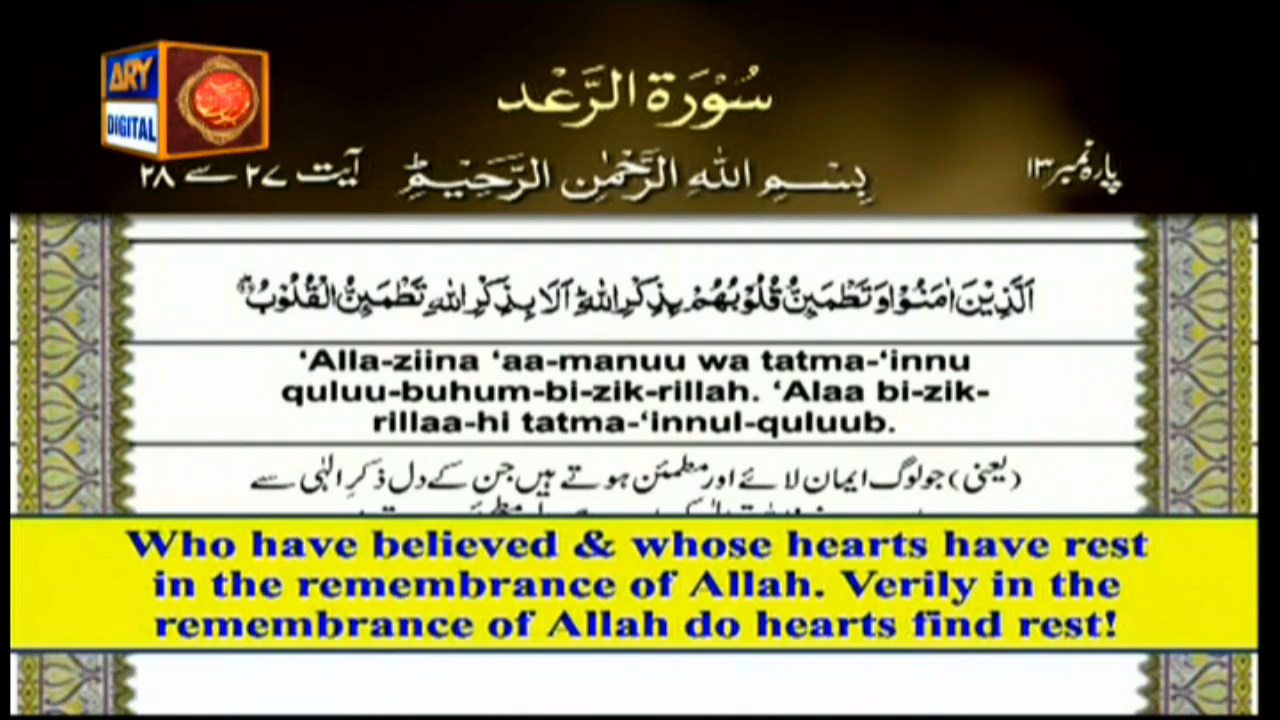 ARY
DIGITAL
سُوْرَۃُ الرَّعْد
پارہ نمبر ۱۳
بِسْمِ اللہِ الرَّحْمٰنِ الرَّحِیْمِ ؕ
آیت ۲۷ سے ۲۸
اَلَّذِیْنَ اٰمَنُوْا وَ تَطْمَىِٕنُّ قُلُوْبُهُمْ بِذِكْرِ اللّٰهِؕ اَلَا بِذِكْرِ اللّٰهِ تَطْمَىِٕنُّ الْقُلُوْبُ
‘Alla-ziina ‘aa-manuu wa tatma-‘innu
quluu-buhum-bi-zik-rillah. ‘Alaa bi-zik-
rillaa-hi tatma-‘innul-quluub.
(یعنی) جو لوگ ایمان لائے اور مطمئن ہوتے ہیں جن کے دل ذکرِ الٰہی سے
Who have believed & whose hearts have rest
in the remembrance of Allah. Verily in the
remembrance of Allah do hearts find rest!